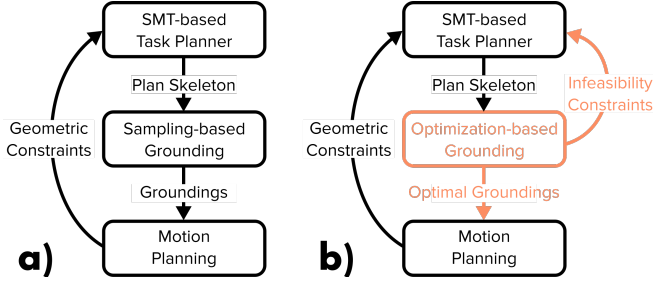 SMT-based
Task Planner
Plan Skeleton
Geometric
Constraints
Sampling-based
Grounding
Groundings
Motion
Planning
a)
SMT-based
Task Planner
Plan Skeleton
Infeasibility
Constraints
Geometric
Constraints
Optimization-based
Grounding
Optimal Groundings
Motion
Planning
b)